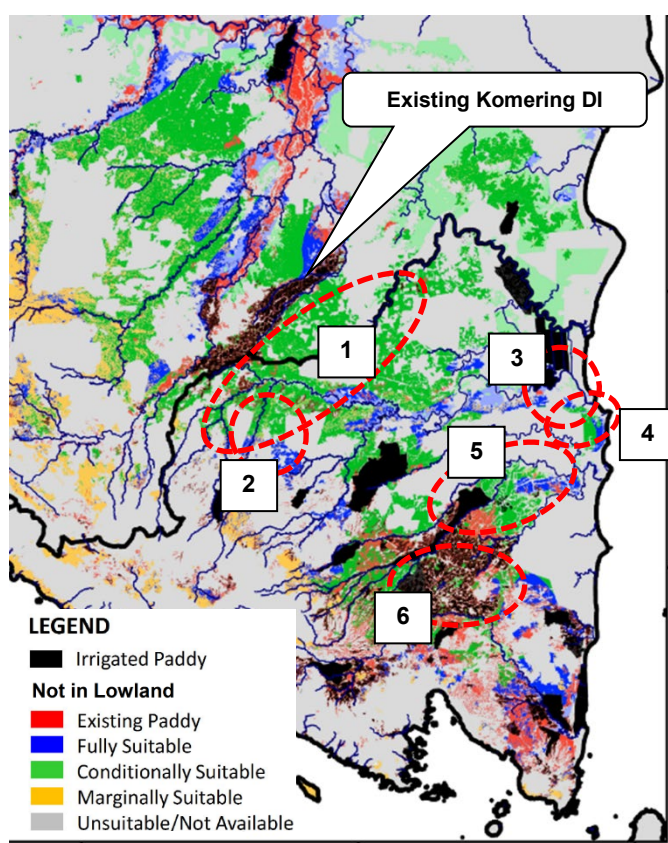 Existing Komering DI
1
3
4
5
2
6
LEGEND
Irrigated Paddy
Not in Lowland
Existing Paddy
Fully Suitable
Conditionally Suitable
Marginally Suitable
Unsuitable/Not Available